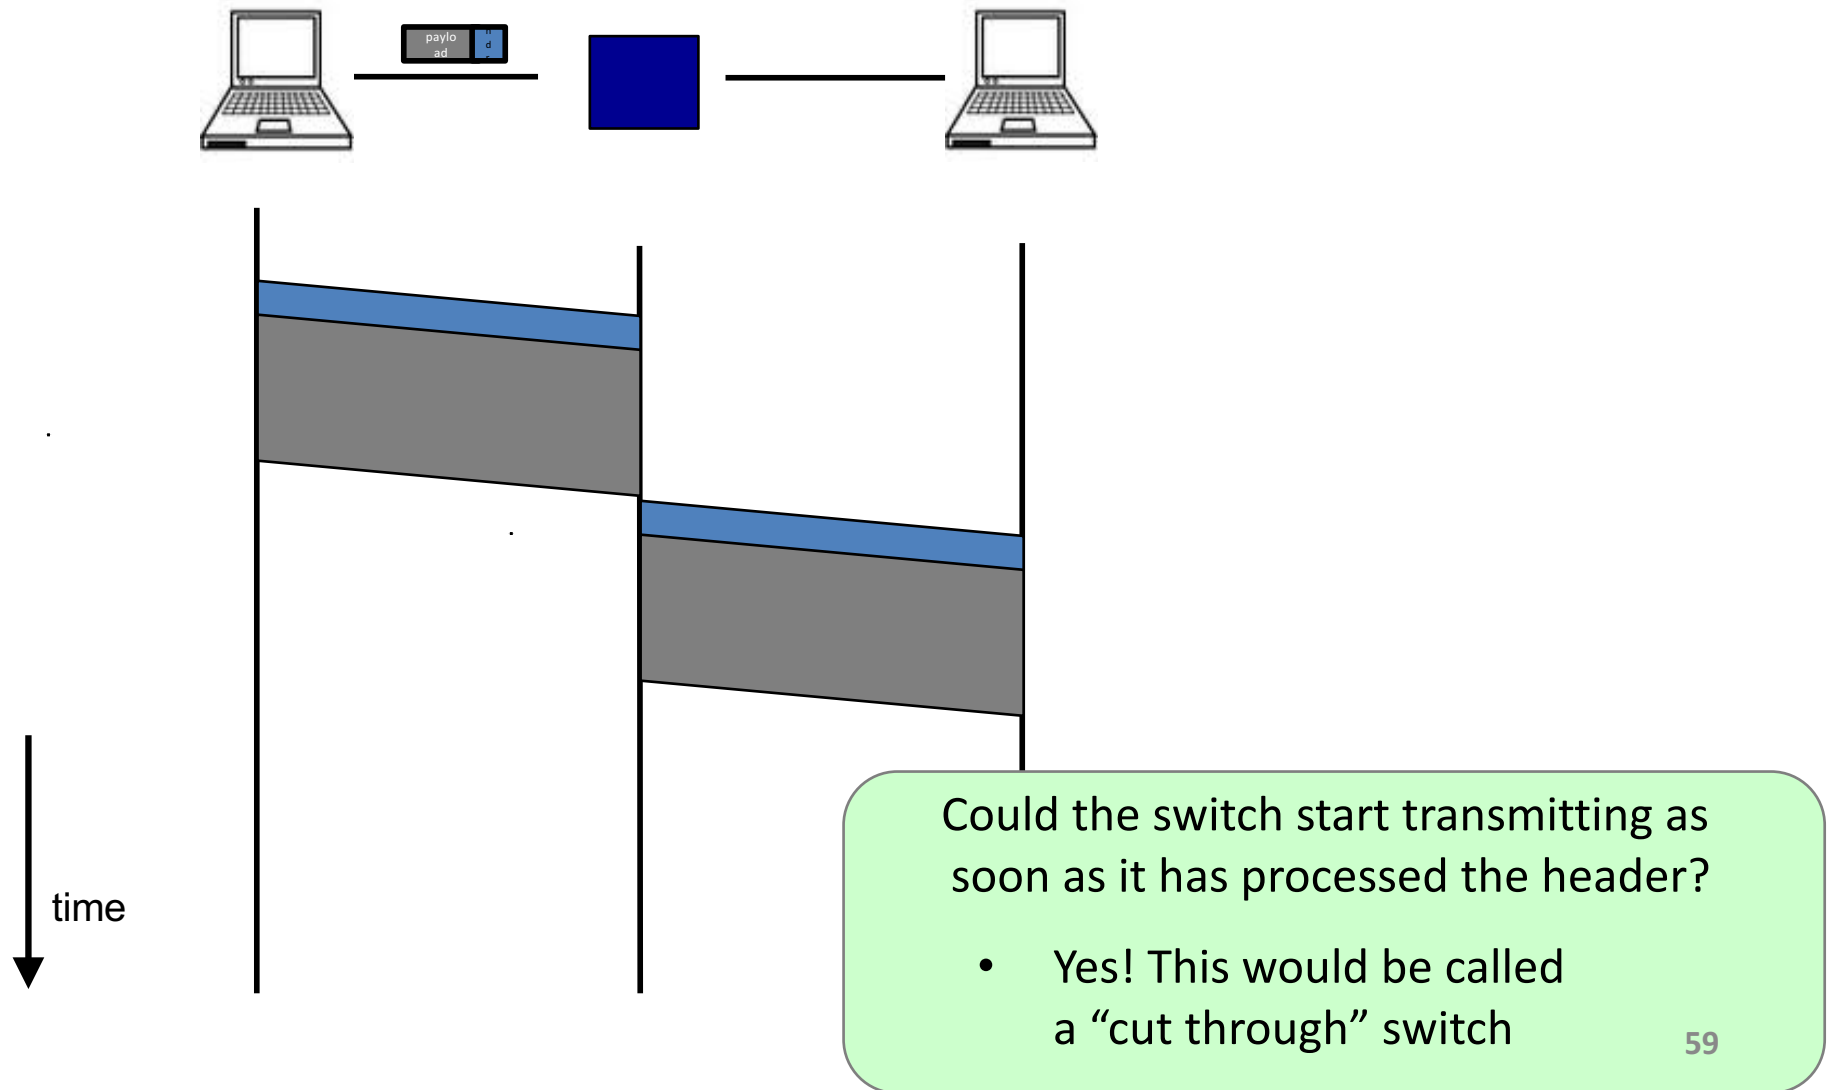 paylo
ad
time
Could the switch start transmitting as
soon as it has processed the header?
• Yes! This would be called
a “cut through” switch
59